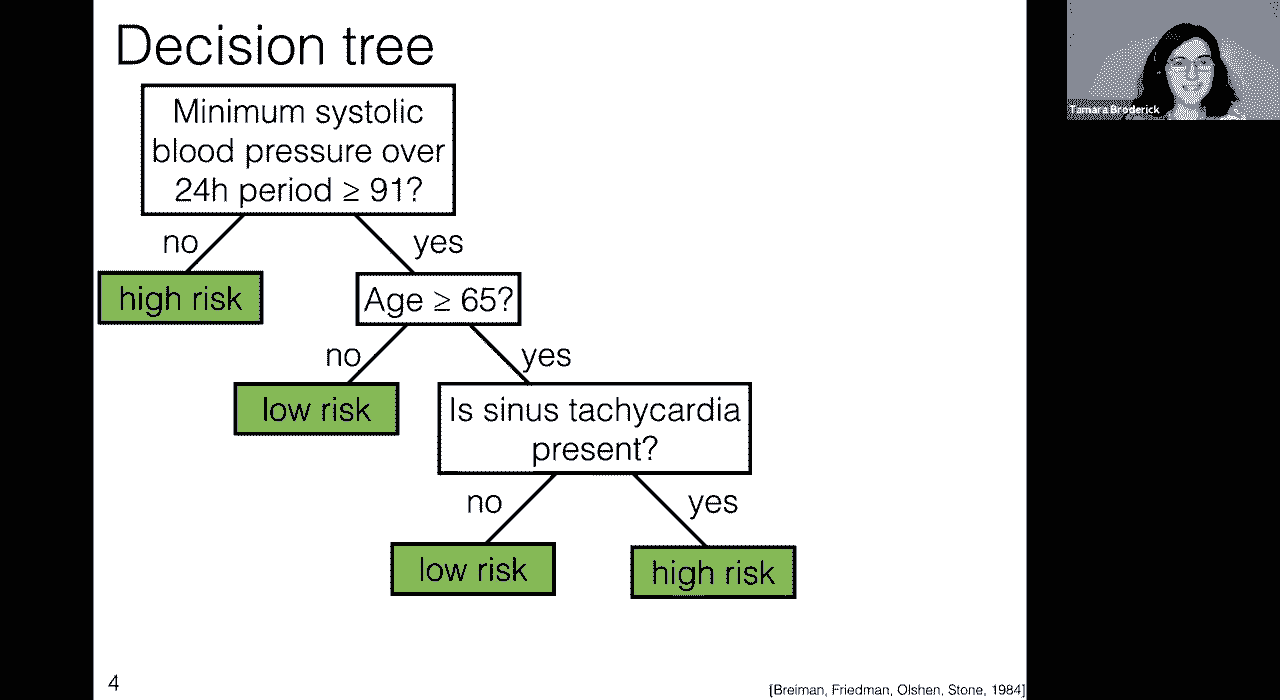 Decision tree
Tamara Broderick
Minimum systolic
blood pressure over
24h period ≥ 91?
no
yes
high risk
Age ≥ 65?
no
yes
low risk
Is sinus tachycardia
present?
no
yes
low risk
high risk
4
[Breiman, Friedman, Olshen, Stone, 1984]